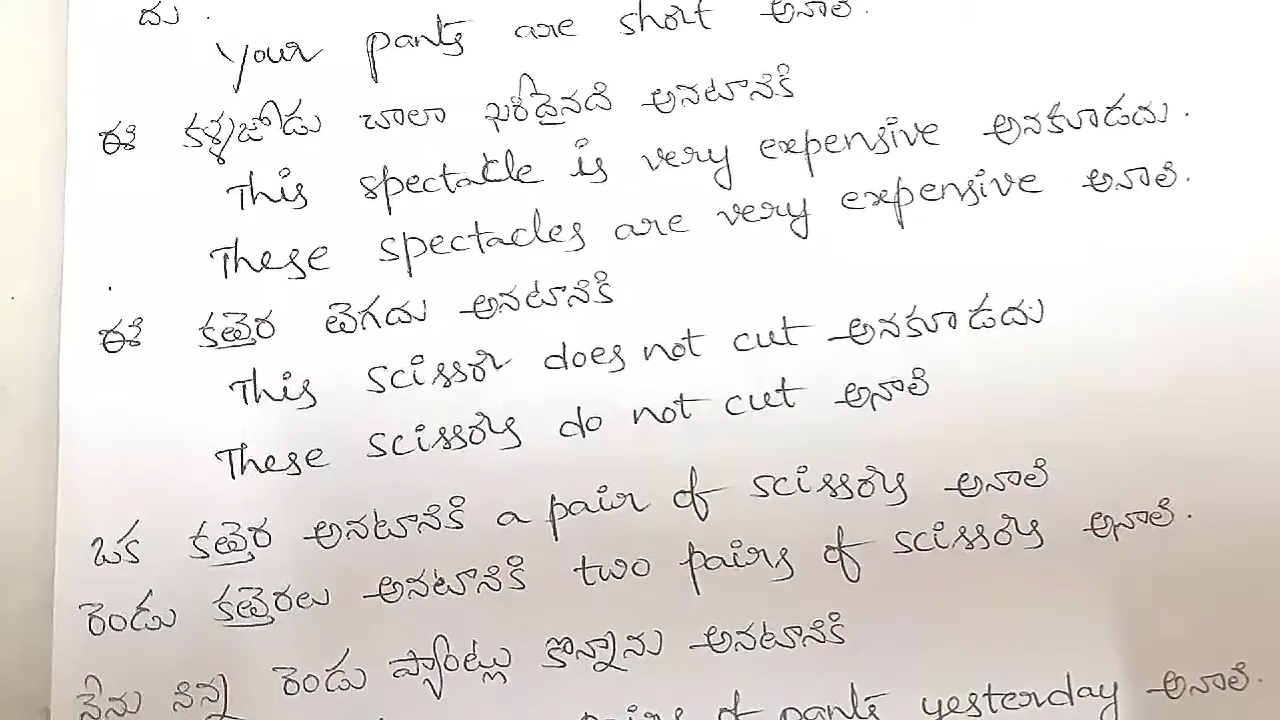 దు .
Your pants are short అనాలి.
ఈ కళ్ళజోడు చాలా ఖరీదైనది అనటానికి
This spectacle is very expensive అనకూడదు.
These spectacles are very expensive అనాలి.
ఈ కత్తెర తెగదు అనటానికి
This scissor does not cut అనకూడదు
These scissors do not cut అనాలి
ఒక కత్తెర అనటానికి a pair of scissors అనాలి
రెండు కత్తెరలు అనటానికి two pairs of scissors అనాలి.
నేను నిన్న రెండు ప్యాంట్లు కొన్నాను అనటానికి
pairs of pants yesterday అనాలి.